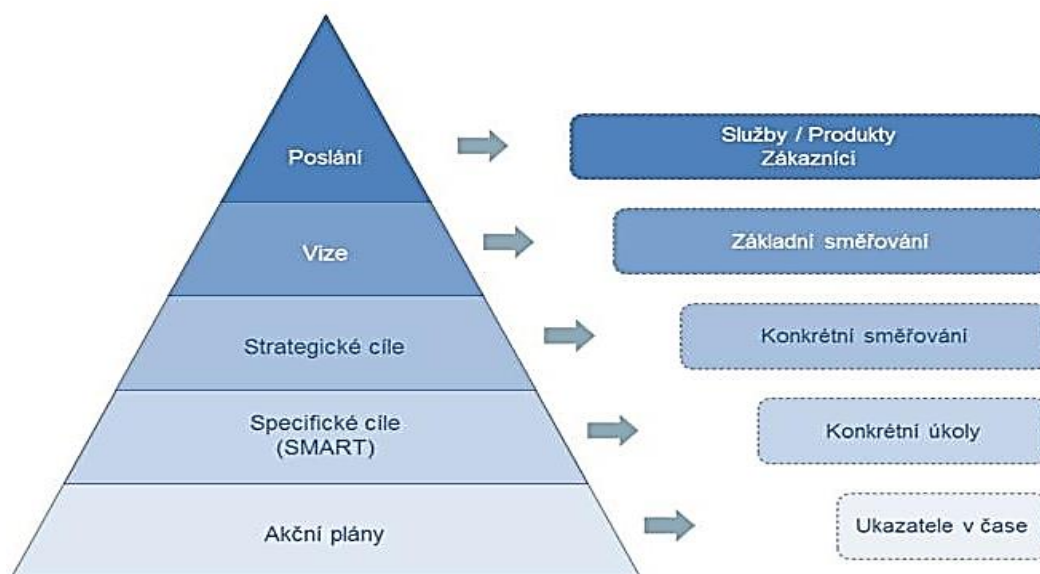 Poslání
Služby / Produkty
Zákazníci
Vize
Základní směřování
Strategické cíle
Konkrétní směřování
Specifické cíle
(SMART)
Konkrétní úkoly
Akční plány
Ukazatele v čase